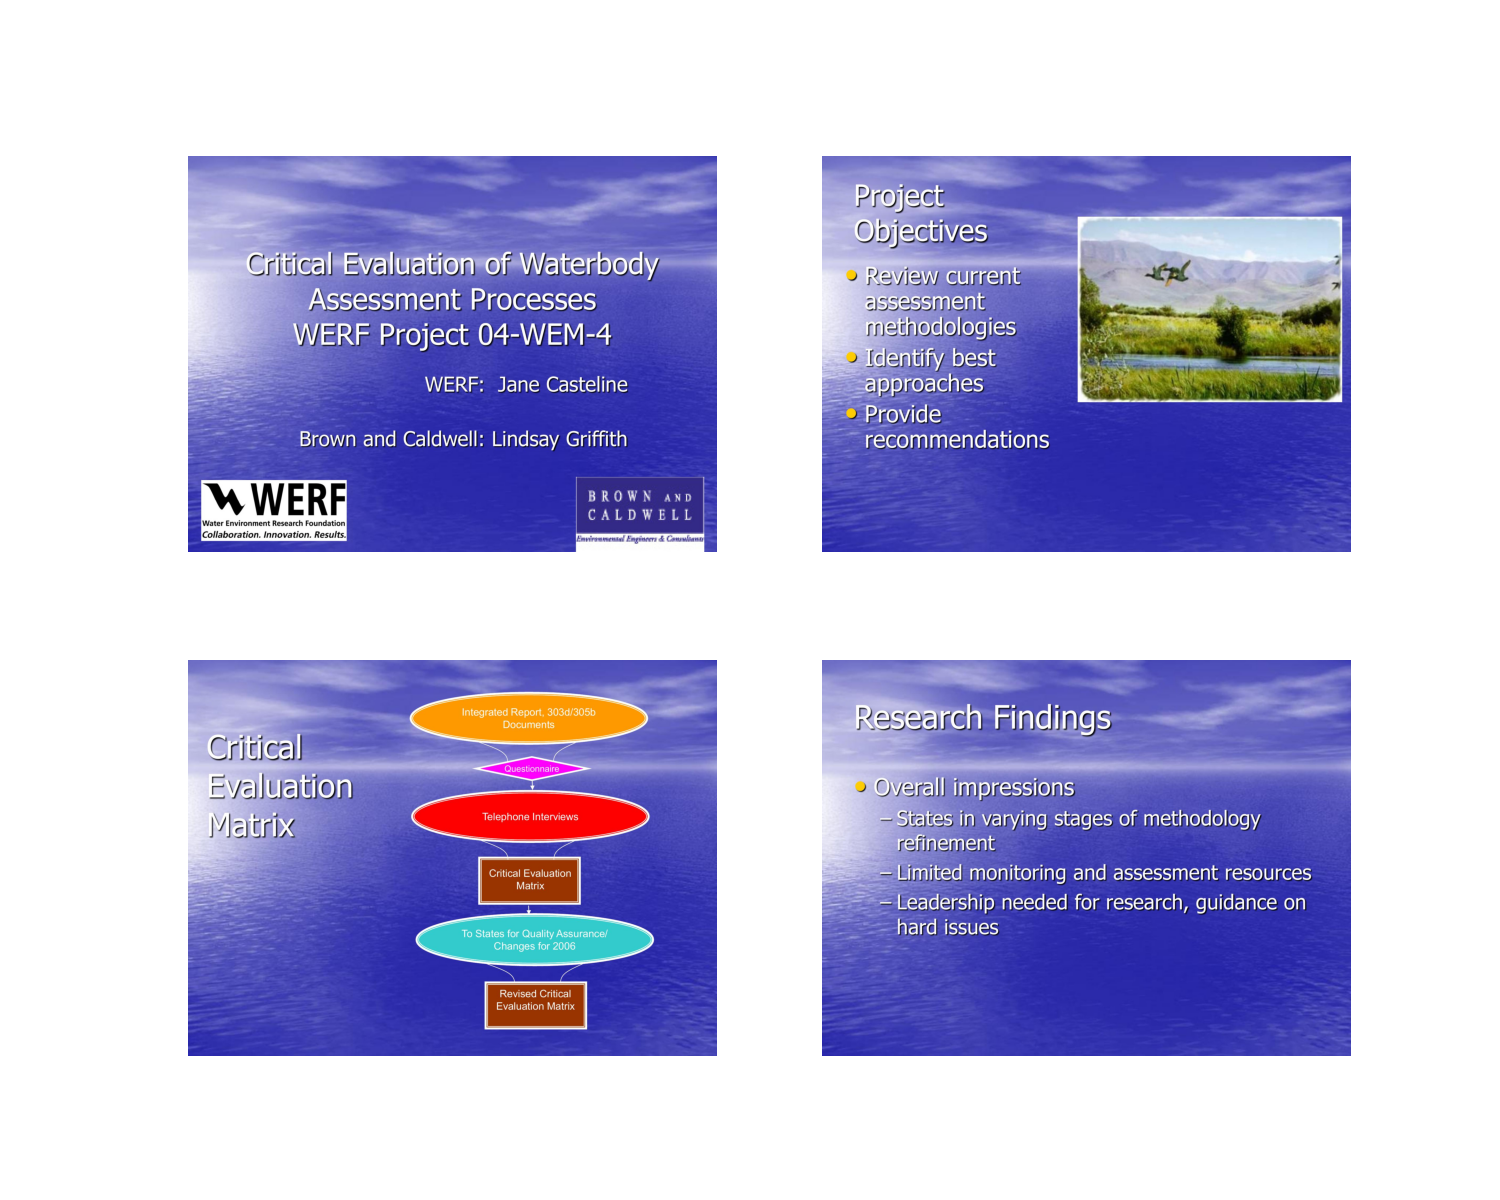 Critical Evaluation of Waterbody
Assessment Processes
WERF Project 04-WEM-4
WERF: Jane Casteline
Brown and Caldwell: Lindsay Griffith
WERF
Water Environment Research Foundation
Collaboration. Innovation. Results.
BROWN AND
CALDWELL
Environmental Engineers & Consultants
Project
Objectives
• Review current
assessment
methodologies
• Identify best
approaches
• Provide
recommendations
Critical
Evaluation
Matrix
Integrated Report, 303d/305b
Documents
Questionnaire
Telephone Interviews
Critical Evaluation
Matrix
To States for Quality Assurance/
Changes for 2006
Revised Critical
Evaluation Matrix
Research Findings
• Overall impressions
– States in varying stages of methodology
refinement
– Limited monitoring and assessment resources
– Leadership needed for research, guidance on
hard issues